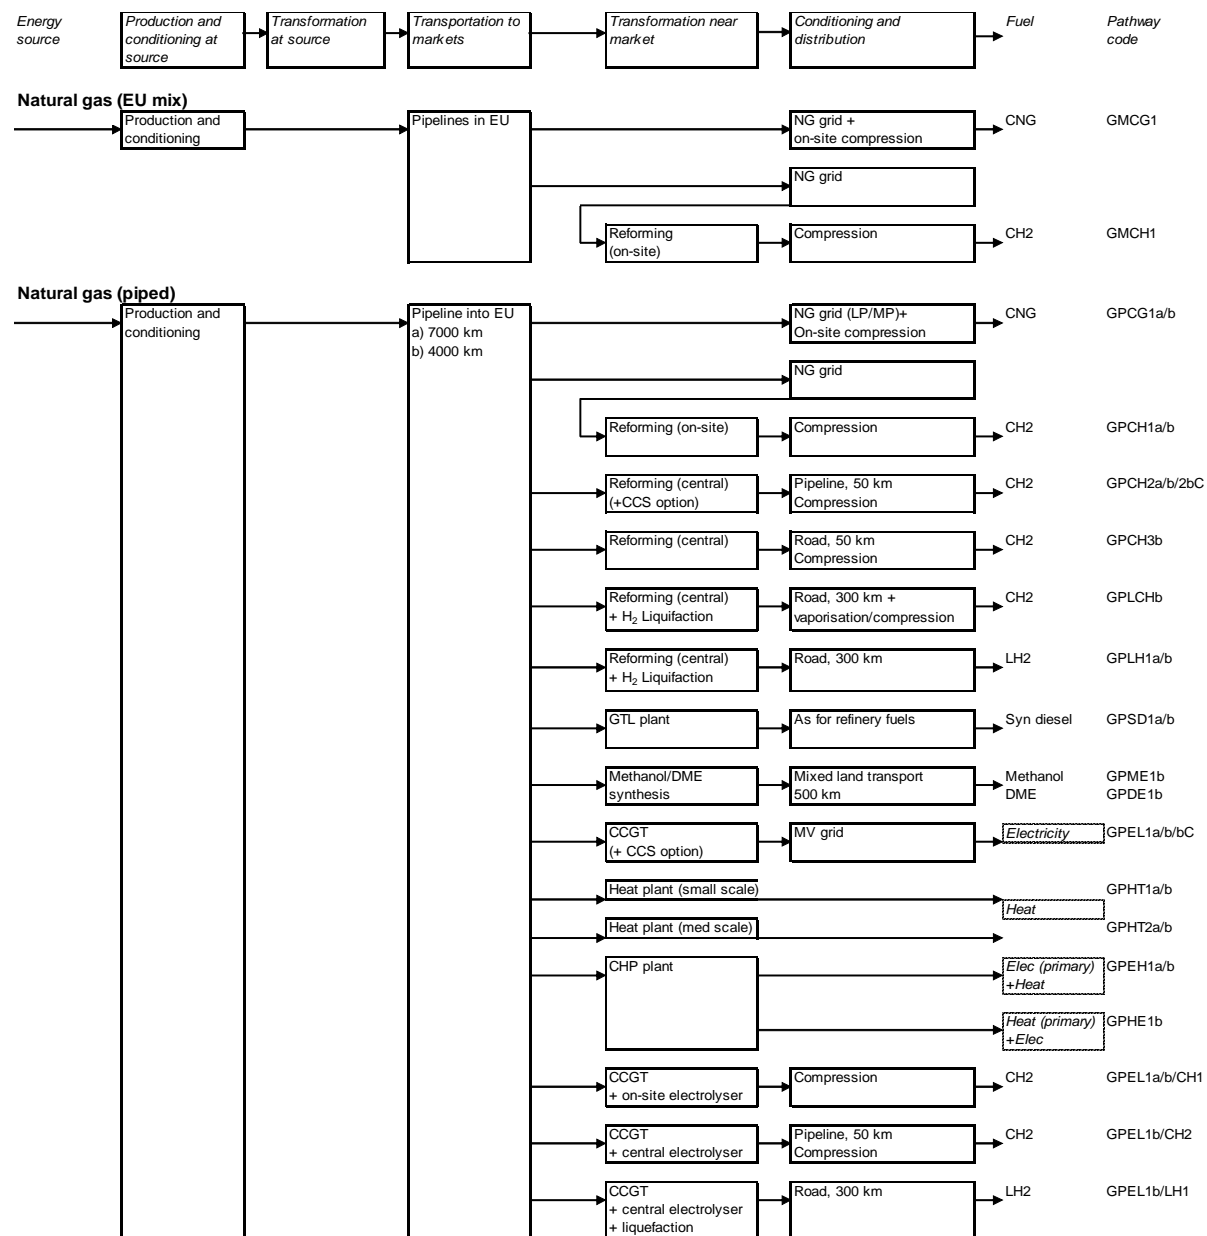 Energy
source
Production and
conditioning at
source
Transformation
at source
Transportation to
markets
Transformation near
market
Conditioning and
distribution
Fuel
Pathway
code
Natural gas (EU mix)
Production and
conditioning
Pipelines in EU
NG grid +
on-site compression
CNG
GMCG1
NG grid
Reforming
(on-site)
Compression
CH2
GMCH1
Natural gas (piped)
Production and
conditioning
Pipeline into EU
a) 7000 km
b) 4000 km
NG grid (LP/MP)+
On-site compression
CNG
GPCG1a/b
NG grid
Reforming (on-site)
Compression
CH2
GPCH1a/b
Reforming (central)
(+CCS option)
Pipeline, 50 km
Compression
CH2
GPCH2a/b/2bC
Reforming (central)
Road, 50 km
Compression
CH2
GPCH3b
Reforming (central)
+ H2 Liquifaction
Road, 300 km +
vaporisation/compression
CH2
GPLCHb
Reforming (central)
+ H2 Liquifaction
Road, 300 km
LH2
GPLH1a/b
GTL plant
As for refinery fuels
Syn diesel
GPSD1a/b
Methanol/DME
synthesis
Mixed land transport
500 km
Methanol
DME
GPME1b
GPDE1b
CCGT
(+ CCS option)
MV grid
Electricity
GPEL1a/b/bC
Heat plant (small scale)
GPHT1a/b
Heat
Heat plant (med scale)
GPHT2a/b
CHP plant
Elec (primary)
+Heat
GPEH1a/b
Heat (primary)
+Elec
GPHE1b
CCGT
+ on-site electrolyser
Compression
CH2
GPEL1a/b/CH1
CCGT
+ central electrolyser
Pipeline, 50 km
Compression
CH2
GPEL1b/CH2
CCGT
+ central electrolyser
+ liquefaction
Road, 300 km
LH2
GPEL1b/LH1